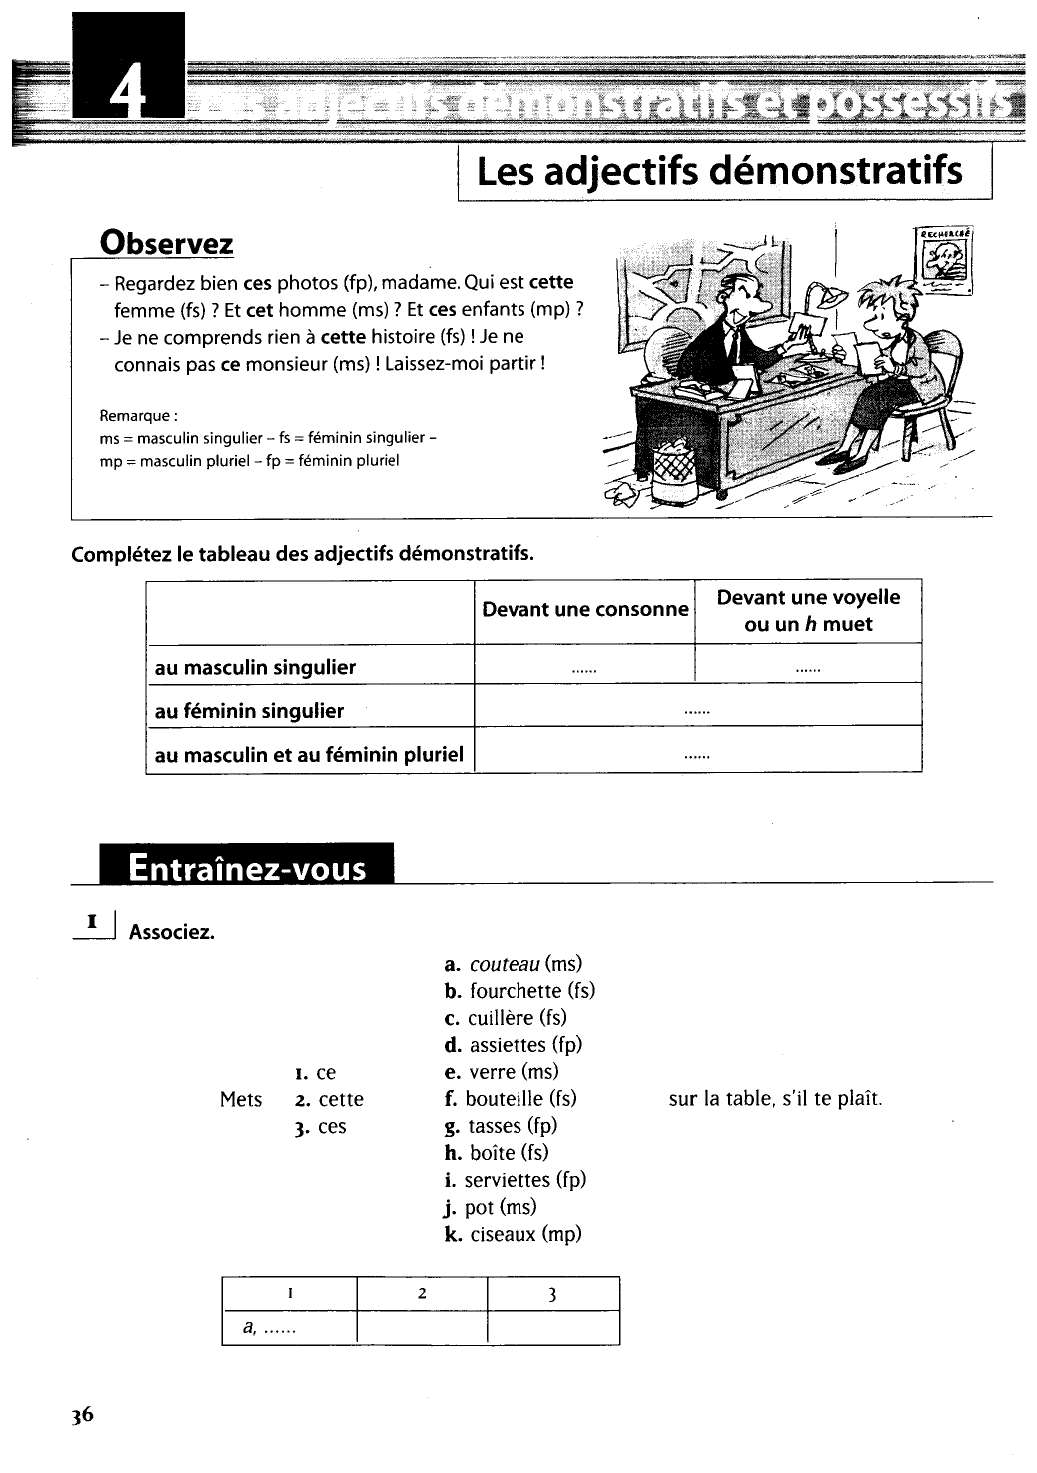 4
Les adjectifs démonstratifs et possessifs
Les adjectifs démonstratifs
Observez
– Regardez bien ces photos (fp), madame. Qui est cette
femme (fs) ? Et cet homme (ms) ? Et ces enfants (mp) ?
– Je ne comprends rien à cette histoire (fs) ! Je ne
connais pas ce monsieur (ms) ! Laissez-moi partir !
Remarque :
ms = masculin singulier – fs = féminin singulier –
mp = masculin pluriel – fp = féminin pluriel
RECHERCHÉ
Complétez le tableau des adjectifs démonstratifs.
Devant une consonne
Devant une voyelle
ou un h muet
au masculin singulier ...... ......
au féminin singulier ......
au masculin et au féminin pluriel ......
Entraînez-vous
I Associez.
a. couteau (ms)
b. fourchette (fs)
c. cuillère (fs)
d. assiettes (fp)
1. ce e. verre (ms)
Mets 2. cette f. bouteille (fs) sur la table, s'il te plaît.
3. ces g. tasses (fp)
h. boîte (fs)
i. serviettes (fp)
j. pot (ms)
k. ciseaux (mp)
1 2 3
a, ......
36